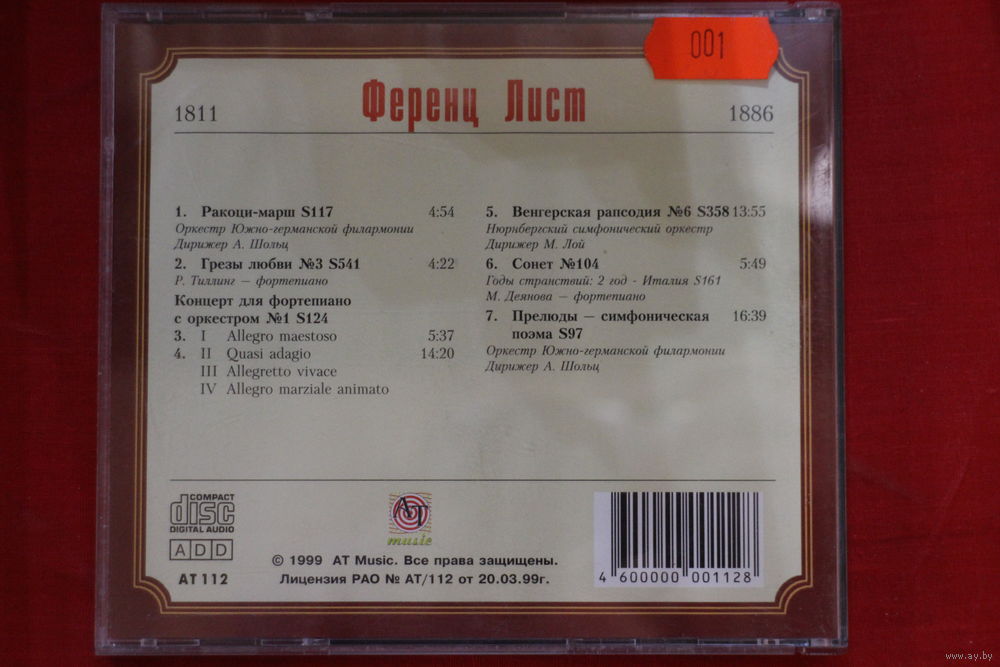 001
Ференц Лист
1811
1886
1. Ракоци-марш S117 4:54
Оркестр Южно-германской филармонии
Дирижер А. Шольц
2. Грезы любви №3 S541 4:22
Р. Тиллинг – фортепиано
Концерт для фортепиано
с оркестром №1 S124
3. I Allegro maestoso 5:37
4. II Quasi adagio 14:20
III Allegretto vivace
IV Allegro marziale animato
5. Венгерская рапсодия №6 S358 13:55
Нюрнбергский симфонический оркестр
Дирижер М. Лой
6. Сонет №104 5:49
Годы странствий: 2 год - Италия S161
М. Деянова – фортепиано
7. Прелюды – симфоническая 16:39
поэма S97
Оркестр Южно-германской филармонии
Дирижер А. Шольц
COMPACT
disc
DIGITAL AUDIO
ADD
AT 112
AT
music
© 1999 AT Music. Все права защищены.
Лицензия РАО № AT/112 от 20.03.99г.
4 600000 001128
www.ay.by